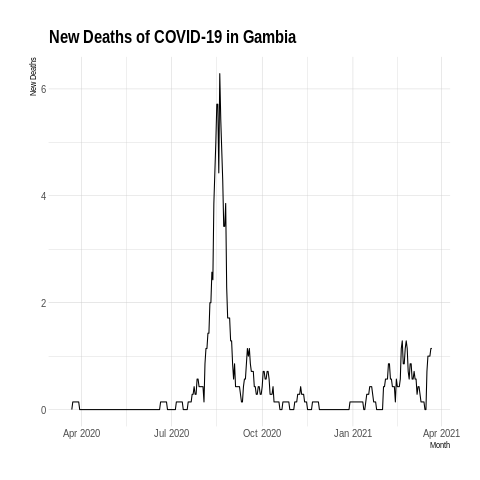 New Deaths of COVID-19 in Gambia
New Deaths
6
4
2
0
Apr 2020
Jul 2020
Oct 2020
Jan 2021
Apr 2021
Month